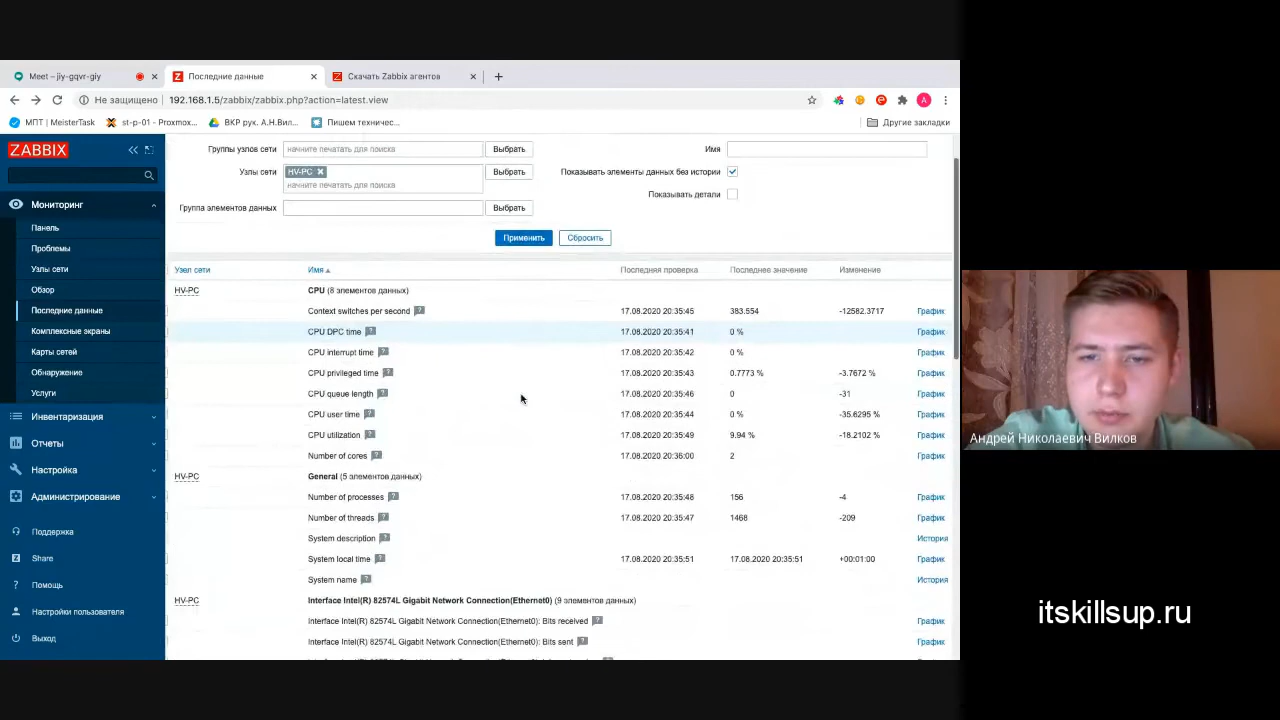 Meet – jiy-gqvr-giy
Последние данные
Скачать Zabbix агентов
Не защищено
192.168.1.5/zabbix/zabbix.php?action=latest.view
A
МПТ | MeisterTask
st-p-01 - Proxmox...
ВКР рук. А.Н.Вил...
Пишем техничес...
Другие закладки
ZABBIX
Мониторинг
Панель
Проблемы
Узлы сети
Обзор
Последние данные
Комплексные экраны
Карты сетей
Обнаружение
Услуги
Инвентаризация
Отчеты
Настройка
Администрирование
Поддержка
Share
Помощь
Настройки пользователя
Выход
Группы узлов сети начните печатать для поиска Выбрать
Имя
Узлы сети HV-PC Выбрать
начните печатать для поиска
Показывать элементы данных без истории
Показывать детали
Группа элементов данных Выбрать
Применить Сбросить
Узел сети Имя Последняя проверка Последнее значение Изменение
HV-PC CPU (8 элементов данных)
Context switches per second 17.08.2020 20:35:45 383.554 -12582.3717 График
CPU DPC time 17.08.2020 20:35:41 0 % График
CPU interrupt time 17.08.2020 20:35:42 0 % График
CPU privileged time 17.08.2020 20:35:43 0.7773 % -3.7672 % График
CPU queue length 17.08.2020 20:35:46 0 -31 График
CPU user time 17.08.2020 20:35:44 0 % -35.6295 % График
CPU utilization 17.08.2020 20:35:49 9.94 % -18.2102 % График
Number of cores 17.08.2020 20:36:00 2 График
HV-PC General (5 элементов данных)
Number of processes 17.08.2020 20:35:48 156 -4 График
Number of threads 17.08.2020 20:35:47 1468 -209 График
System description История
System local time 17.08.2020 20:35:51 17.08.2020 20:35:51 +00:01:00 График
System name История
HV-PC Interface Intel(R) 82574L Gigabit Network Connection(Ethernet0) (9 элементов данных)
Interface Intel(R) 82574L Gigabit Network Connection(Ethernet0): Bits received График
Interface Intel(R) 82574L Gigabit Network Connection(Ethernet0): Bits sent График
Андрей Николаевич Вилков
itskillsup.ru